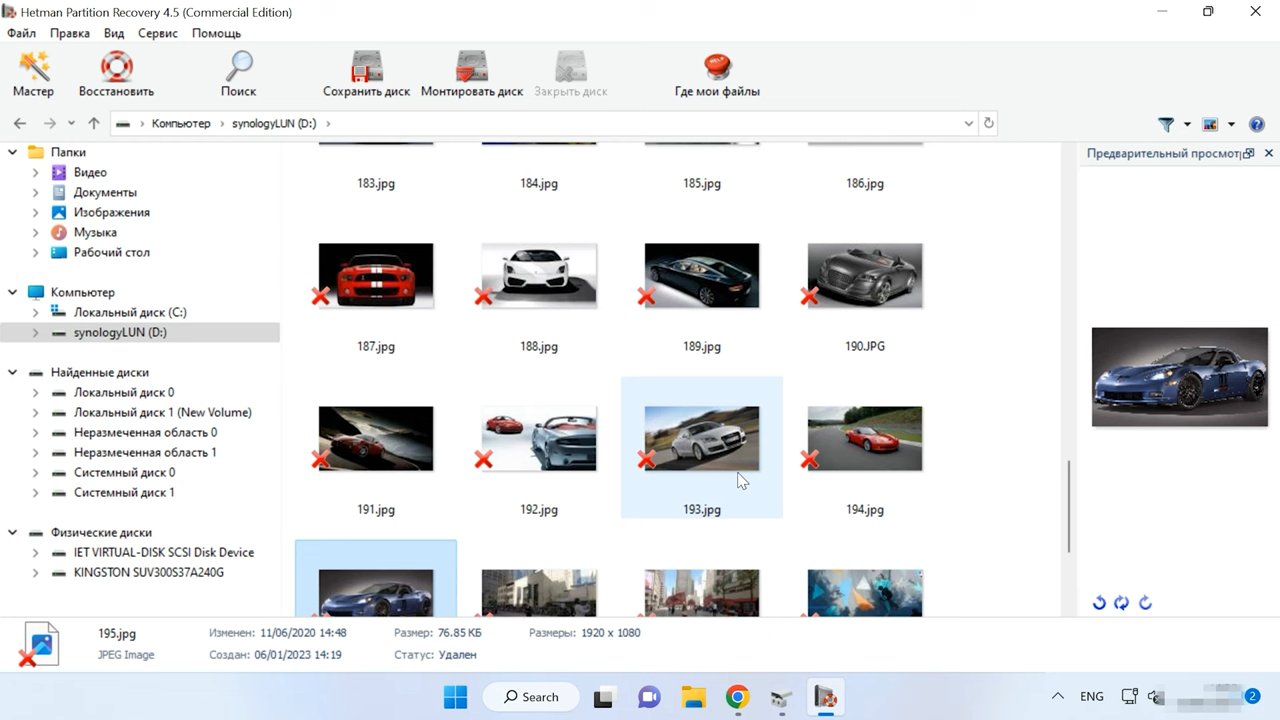 Hetman Partition Recovery 4.5 (Commercial Edition)
Файл Правка Вид Сервис Помощь
Мастер Восстановить Поиск Сохранить диск Монтировать диск Закрыть диск HELP Где мои файлы
Компьютер synologyLUN (D:)
Предварительный просмот
Папки
Видео
Документы
Изображения
Музыка
Рабочий стол
Компьютер
Локальный диск (C:)
synologyLUN (D:)
Найденные диски
Локальный диск 0
Локальный диск 1 (New Volume)
Неразмеченная область 0
Неразмеченная область 1
Системный диск 0
Системный диск 1
Физические диски
IET VIRTUAL-DISK SCSI Disk Device
KINGSTON SUV300S37A240G
183.jpg 184.jpg 185.jpg 186.jpg
187.jpg 188.jpg 189.jpg 190.JPG
191.jpg 192.jpg 193.jpg 194.jpg
195.jpg Изменен: 11/06/2020 14:48 Размер: 76.85 КБ Размеры: 1920 x 1080
JPEG Image Создан: 06/01/2023 14:19 Статус: Удален
Search ENG 2